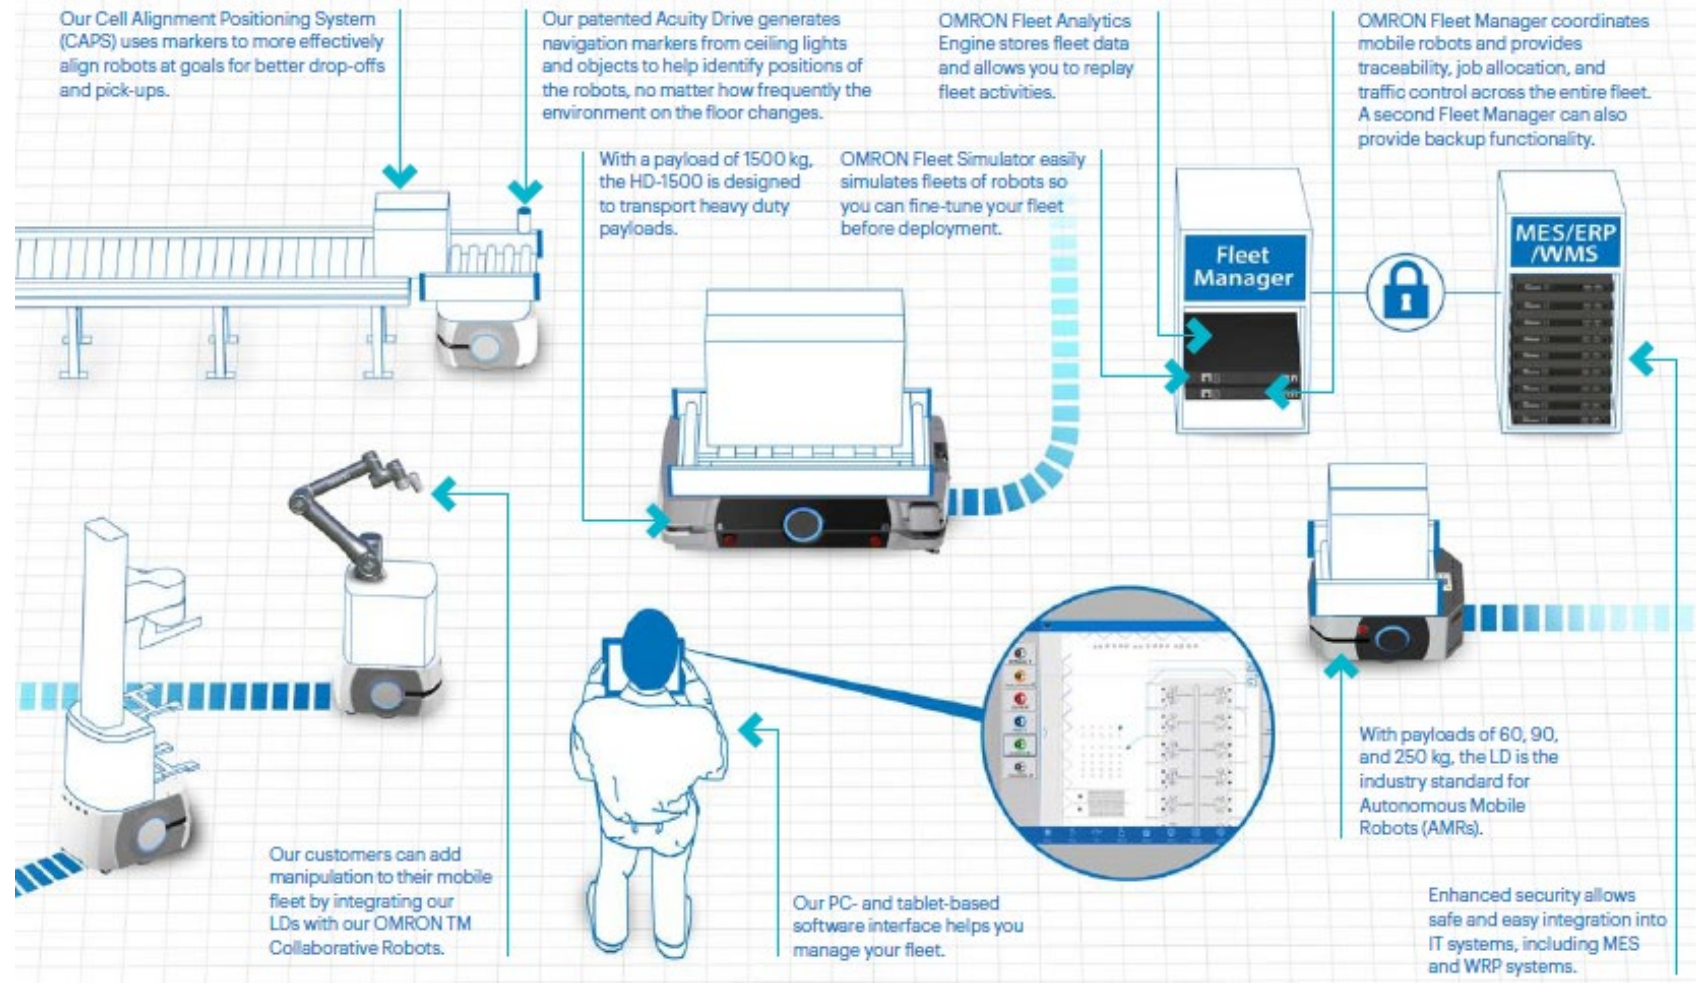 Our Cell Alignment Positioning System
(CAPS) uses markers to more effectively
align robots at goals for better drop-offs
and pick-ups.
Our patented Acuity Drive generates
navigation markers from ceiling lights
and objects to help identify positions of
the robots, no matter how frequently the
environment on the floor changes.
OMRON Fleet Analytics
Engine stores fleet data
and allows you to replay
fleet activities.
OMRON Fleet Manager coordinates
mobile robots and provides
traceability, job allocation, and
traffic control across the entire fleet.
A second Fleet Manager can also
provide backup functionality.
With a payload of 1500 kg,
the HD-1500 is designed
to transport heavy duty
payloads.
OMRON Fleet Simulator easily
simulates fleets of robots so
you can fine-tune your fleet
before deployment.
Fleet
Manager
MES/ERP
/WMS
With payloads of 60, 90,
and 250 kg, the LD is the
industry standard for
Autonomous Mobile
Robots (AMRs).
Our customers can add
manipulation to their mobile
fleet by integrating our
LDs with our OMRON TM
Collaborative Robots.
Our PC- and tablet-based
software interface helps you
manage your fleet.
Enhanced security allows
safe and easy integration into
IT systems, including MES
and WRP systems.